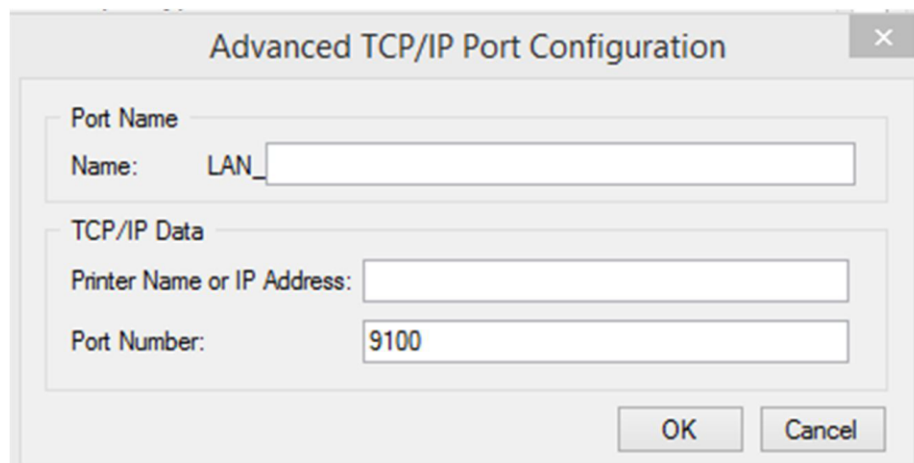 Advanced TCP/IP Port Configuration
Port Name
Name: LAN_
TCP/IP Data
Printer Name or IP Address:
Port Number: 9100
OK Cancel